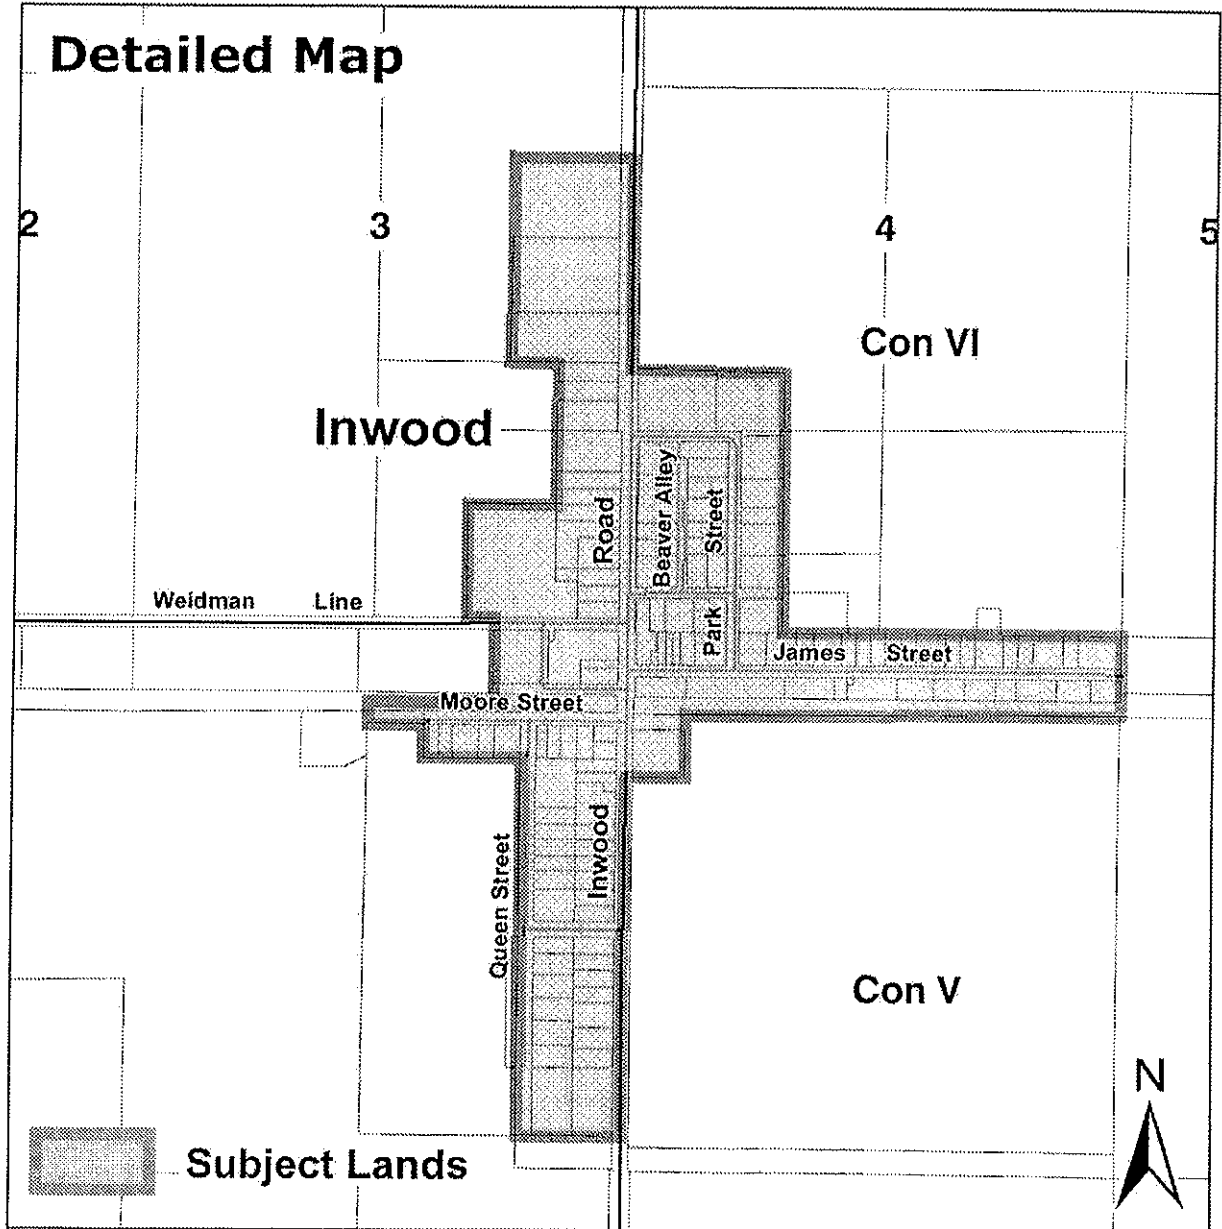 Detailed Map
2
3
4
5
Con VI
Inwood
Road
Beaver Alley
Street
Park
Weidman Line
James Street
Moore Street
Queen Street
Inwood
Con V
N
Subject Lands